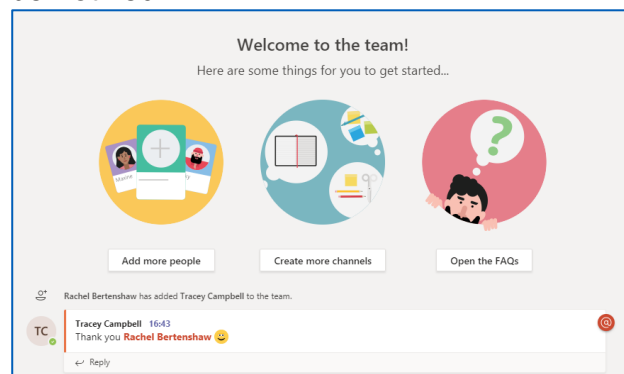 Welcome to the team!
Here are some things for you to get started...
Maxine
Add more people
Create more channels
Open the FAQs
Rachel Bertenshaw has added Tracey Campbell to the team.
TC
Tracey Campbell 16:43
Thank you Rachel Bertenshaw 😀
@
Reply